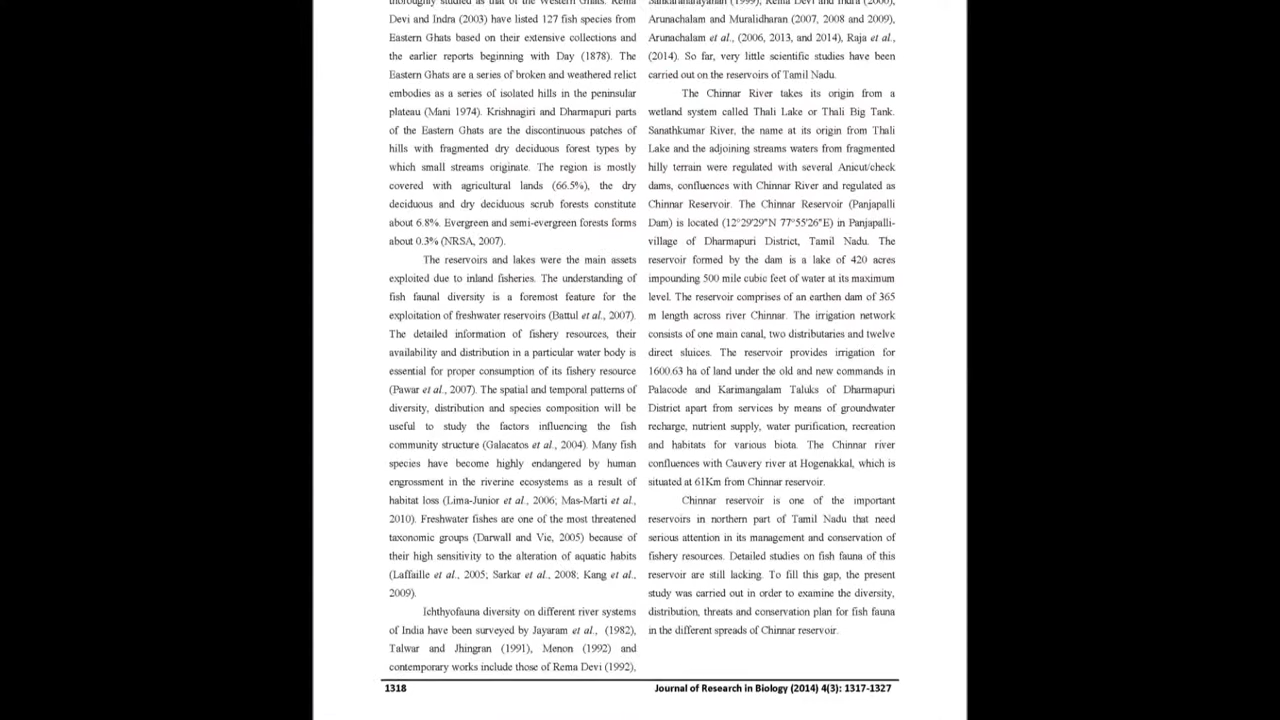 thoroughly studied as that of the Western Ghats. Rema
Devi and Indra (2003) have listed 127 fish species from
Eastern Ghats based on their extensive collections and
the earlier reports beginning with Day (1878). The
Eastern Ghats are a series of broken and weathered relict
embodies as a series of isolated hills in the peninsular
plateau (Mani 1974). Krishnagiri and Dharmapuri parts
of the Eastern Ghats are the discontinuous patches of
hills with fragmented dry deciduous forest types by
which small streams originate. The region is mostly
covered with agricultural lands (66.5%), the dry
deciduous and dry deciduous scrub forests constitute
about 6.8%. Evergreen and semi-evergreen forests forms
about 0.3% (NRSA, 2007).
The reservoirs and lakes were the main assets
exploited due to inland fisheries. The understanding of
fish faunal diversity is a foremost feature for the
exploitation of freshwater reservoirs (Battul et al., 2007).
The detailed information of fishery resources, their
availability and distribution in a particular water body is
essential for proper consumption of its fishery resource
(Pawar et al., 2007). The spatial and temporal patterns of
diversity, distribution and species composition will be
useful to study the factors influencing the fish
community structure (Galacatos et al., 2004). Many fish
species have become highly endangered by human
engrossment in the riverine ecosystems as a result of
habitat loss (Lima-Junior et al., 2006; Mas-Marti et al.,
2010). Freshwater fishes are one of the most threatened
taxonomic groups (Darwall and Vie, 2005) because of
their high sensitivity to the alteration of aquatic habits
(Laffaille et al., 2005; Sarkar et al., 2008; Kang et al.,
2009).
Ichthyofauna diversity on different river systems
of India have been surveyed by Jayaram et al., (1982),
Talwar and Jhingran (1991), Menon (1992) and
contemporary works include those of Rema Devi (1992),
Sankaranarayanan (1999), Rema Devi and Indra (2000),
Arunachalam and Muralidharan (2007, 2008 and 2009),
Arunachalam et al., (2006, 2013, and 2014), Raja et al.,
(2014). So far, very little scientific studies have been
carried out on the reservoirs of Tamil Nadu.
The Chinnar River takes its origin from a
wetland system called Thali Lake or Thali Big Tank.
Sanathkumar River, the name at its origin from Thali
Lake and the adjoining streams waters from fragmented
hilly terrain were regulated with several Anicut/check
dams, confluences with Chinnar River and regulated as
Chinnar Reservoir. The Chinnar Reservoir (Panjapalli
Dam) is located (12°29'29"N 77°55'26"E) in Panjapalli-
village of Dharmapuri District, Tamil Nadu. The
reservoir formed by the dam is a lake of 420 acres
impounding 500 mile cubic feet of water at its maximum
level. The reservoir comprises of an earthen dam of 365
m length across river Chinnar. The irrigation network
consists of one main canal, two distributaries and twelve
direct sluices. The reservoir provides irrigation for
1600.63 ha of land under the old and new commands in
Palacode and Karimangalam Taluks of Dharmapuri
District apart from services by means of groundwater
recharge, nutrient supply, water purification, recreation
and habitats for various biota. The Chinnar river
confluences with Cauvery river at Hogenakkal, which is
situated at 61Km from Chinnar reservoir.
Chinnar reservoir is one of the important
reservoirs in northern part of Tamil Nadu that need
serious attention in its management and conservation of
fishery resources. Detailed studies on fish fauna of this
reservoir are still lacking. To fill this gap, the present
study was carried out in order to examine the diversity,
distribution, threats and conservation plan for fish fauna
in the different spreads of Chinnar reservoir.
1318
Journal of Research in Biology (2014) 4(3): 1317-1327